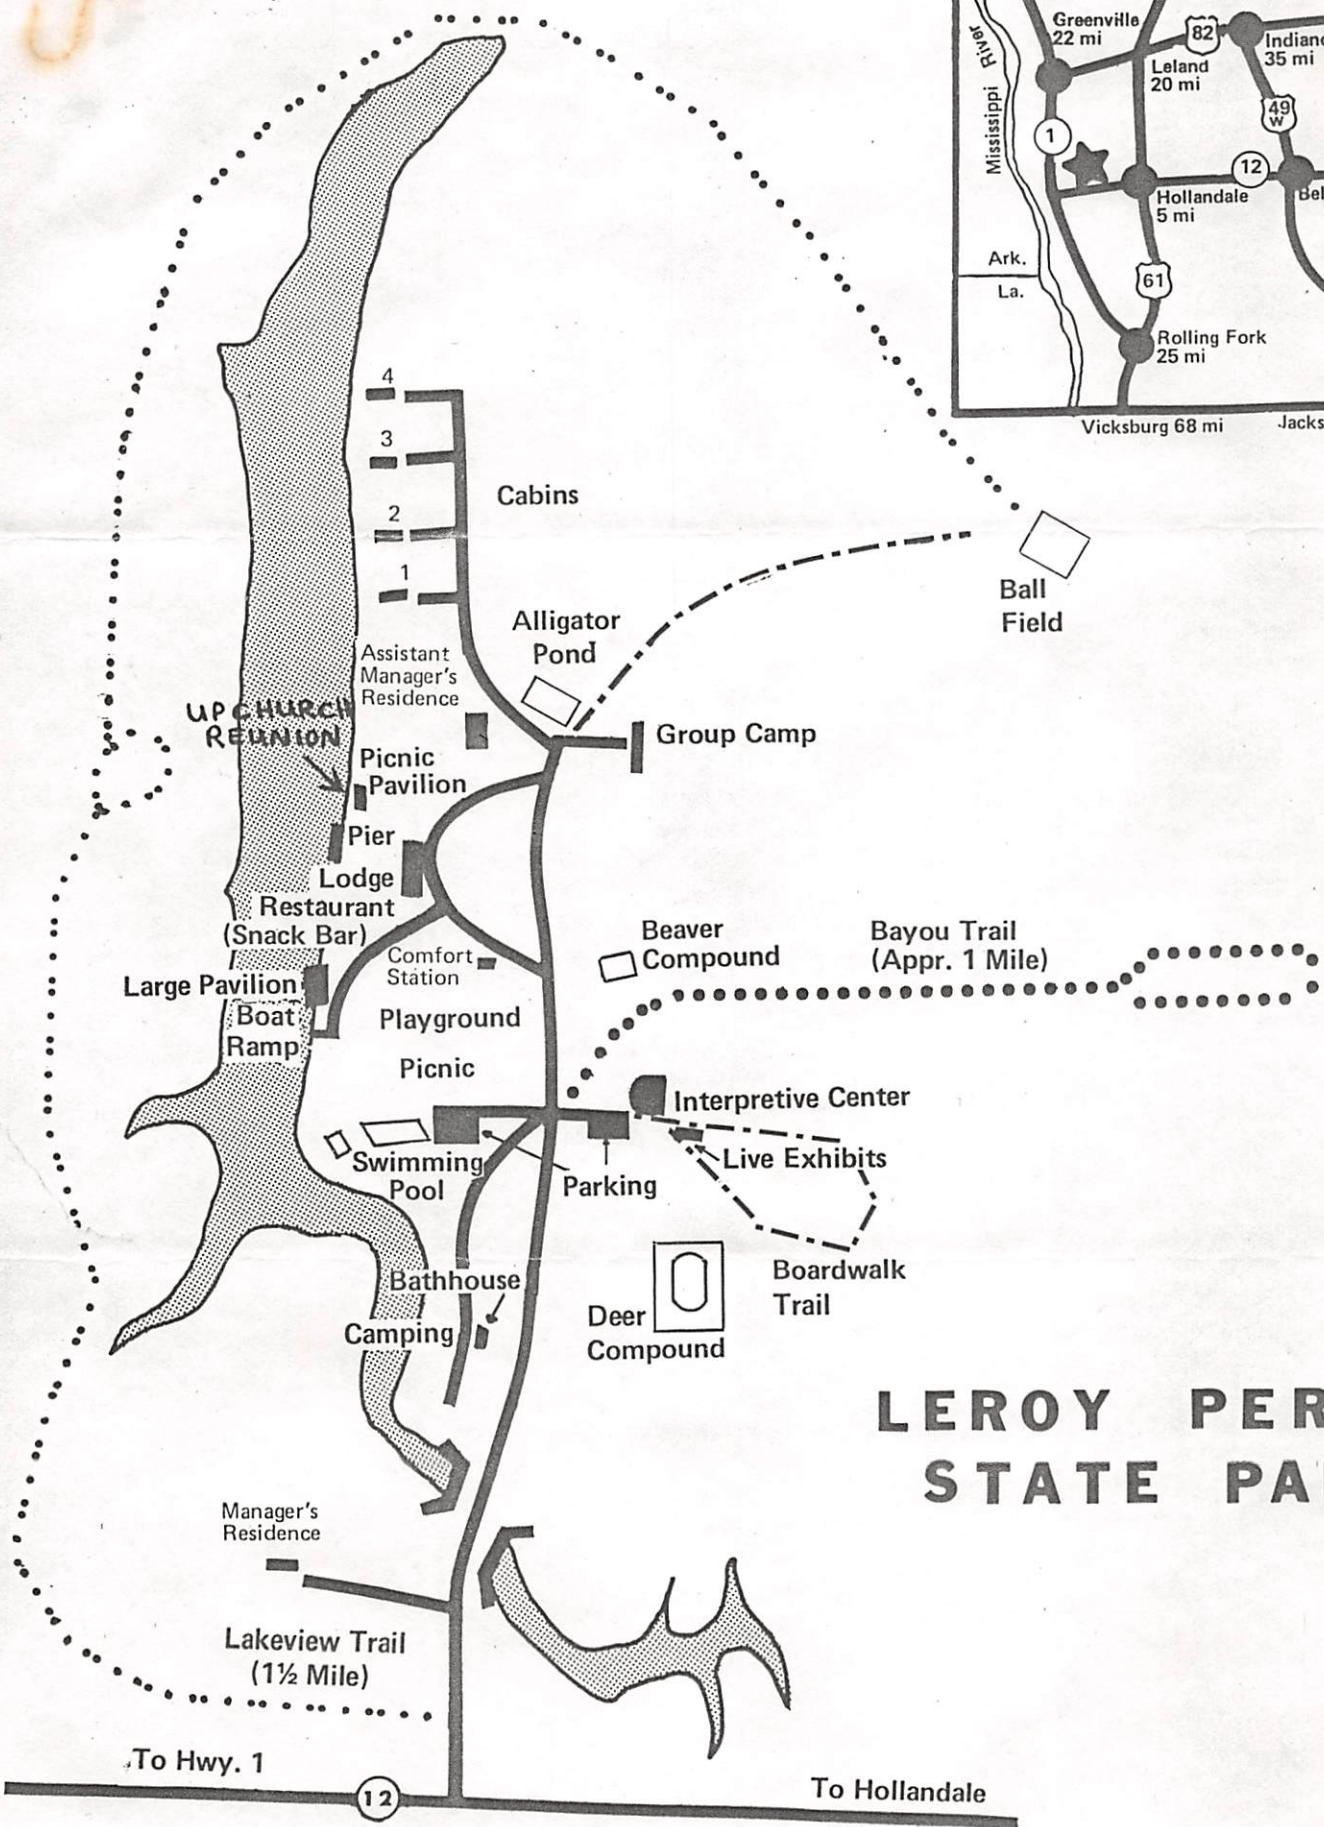 Mississippi River
Greenville
22 mi
82
Leland
20 mi
35 mi
49
W
1
12
Hollandale
5 mi
Ark.
La.
61
Rolling Fork
25 mi
Vicksburg 68 mi
4
3
2
1
Cabins
Ball
Field
Alligator
Pond
Assistant
Manager's
Residence
UPCHURCH
REUNION
Group Camp
Picnic
Pavilion
Pier
Lodge
Restaurant
(Snack Bar)
Comfort
Station
Beaver
Compound
Bayou Trail
(Appr. 1 Mile)
Large Pavilion
Boat
Ramp
Playground
Picnic
Interpretive Center
Live Exhibits
Swimming
Pool
Parking
Boardwalk
Trail
Bathhouse
Camping
Deer
Compound
LEROY PER
STATE PA
Manager's
Residence
Lakeview Trail
(1½ Mile)
To Hwy. 1
12
To Hollandale